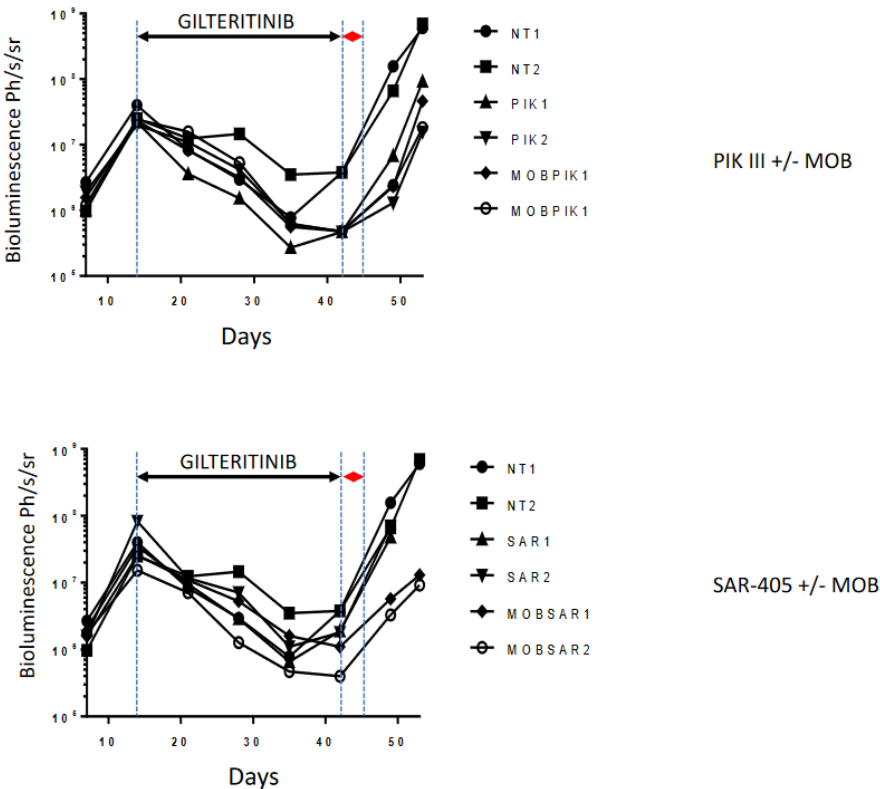 GILTERITINIB
10⁹
10⁸
10⁷
10⁶
10⁵
Bioluminescence Ph/s/sr
10 20 30 40 50
Days
NT1
NT2
PIK1
PIK2
MOBPIK1
MOBPIK1
PIK III +/- MOB
GILTERITINIB
10⁹
10⁸
10⁷
10⁶
10⁵
Bioluminescence Ph/s/sr
10 20 30 40 50
Days
NT1
NT2
SAR1
SAR2
MOBSAR1
MOBSAR2
SAR-405 +/- MOB